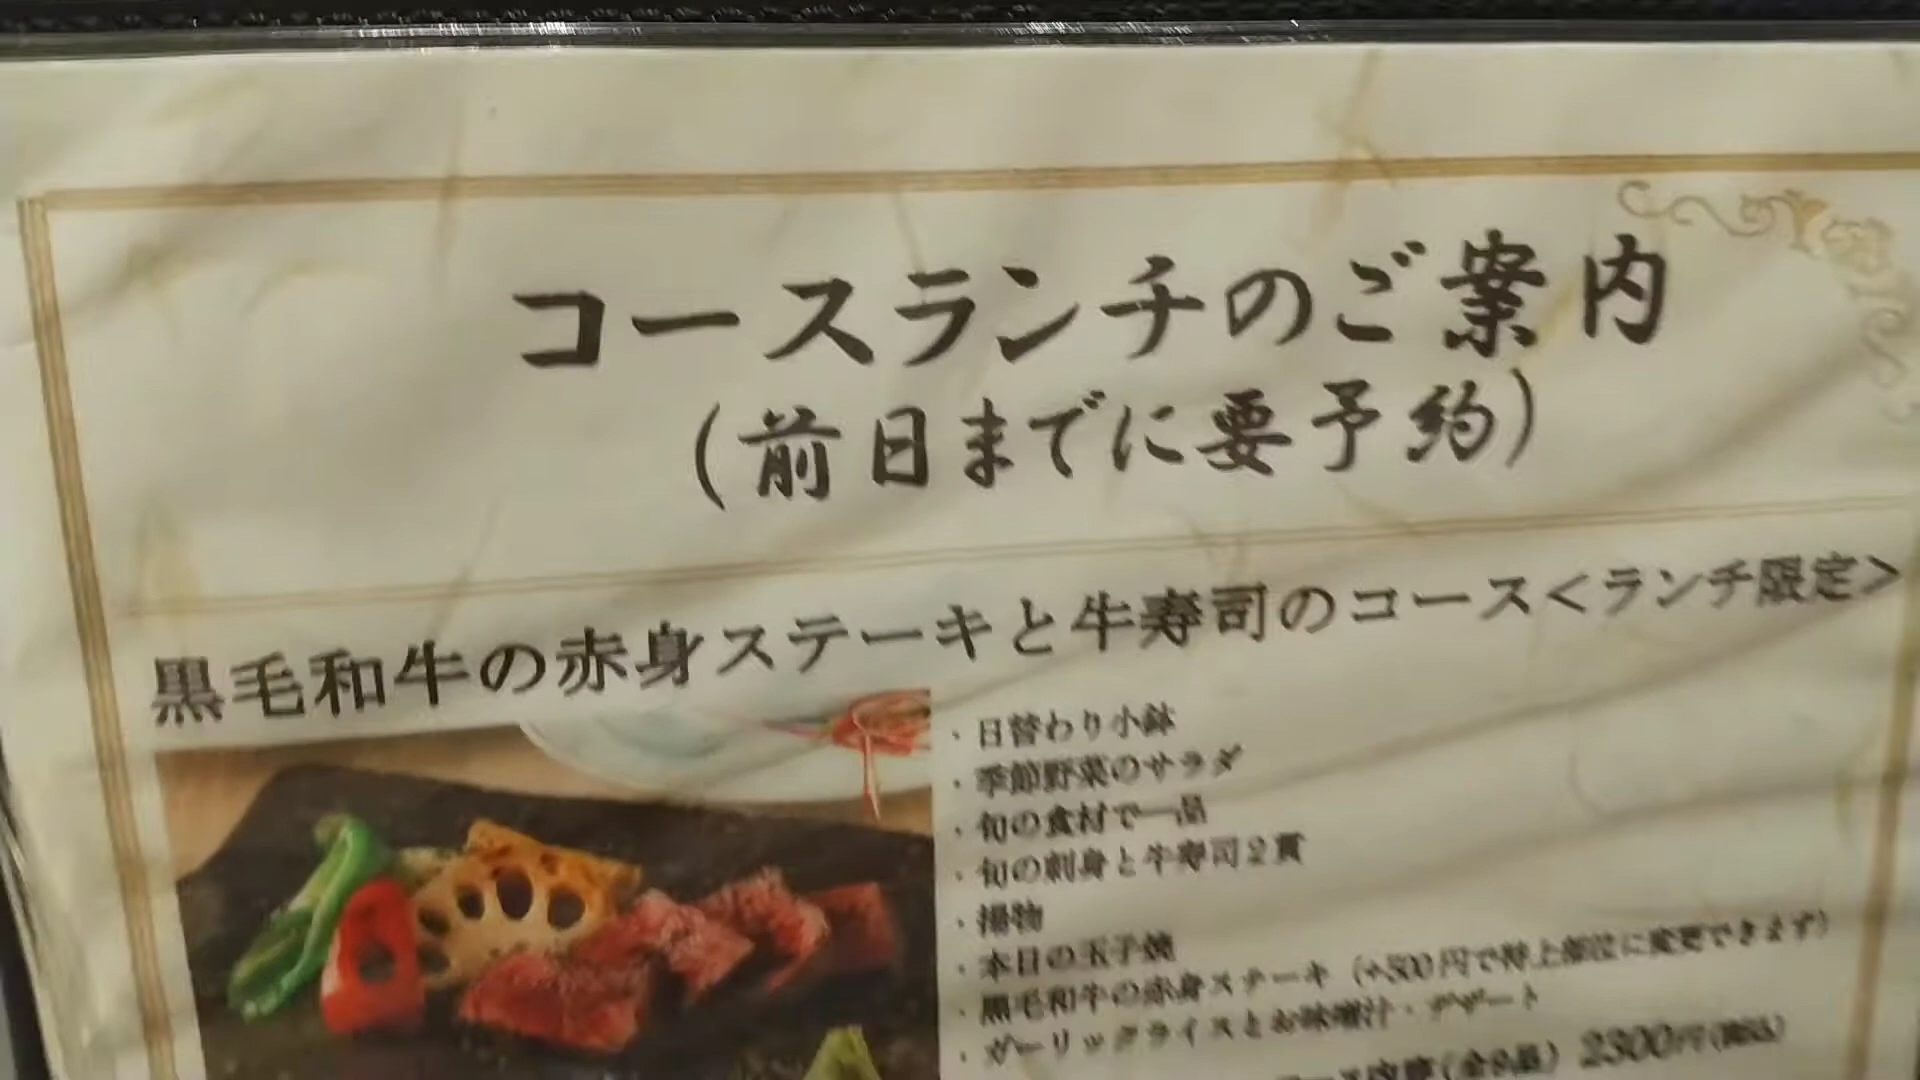 コースランチのご案内
(前日までに要予約)
黒毛和牛の赤身ステーキと牛寿司のコース<ランチ限定>
・日替わり小鉢
・季節野菜のサラダ
・旬の食材で一品
・旬の刺身と牛寿司2貫
・揚物
・本日の玉子焼
・黒毛和牛の赤身ステーキ (+500円で特上部位に変更できます)
・ガーリックライスとお味噌汁・デザート
(全9品) 2300円(税込)